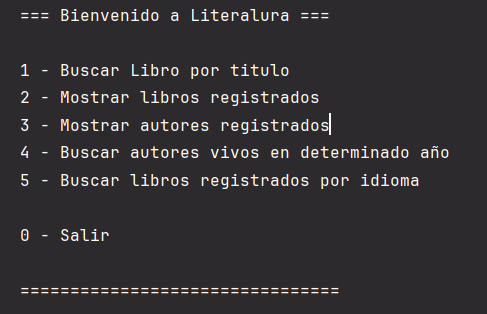 === Bienvenido a Literalura ===
1 - Buscar Libro por titulo
2 - Mostrar libros registrados
3 - Mostrar autores registrados
4 - Buscar autores vivos en determinado año
5 - Buscar libros registrados por idioma
0 - Salir
================================